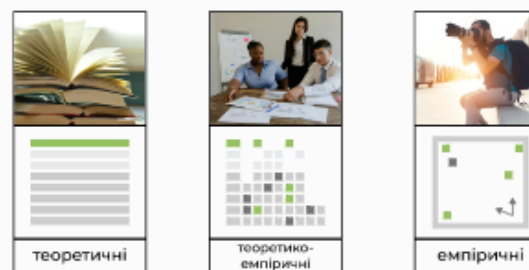 теоретичні
теоретико-
емпіричні
емпіричні